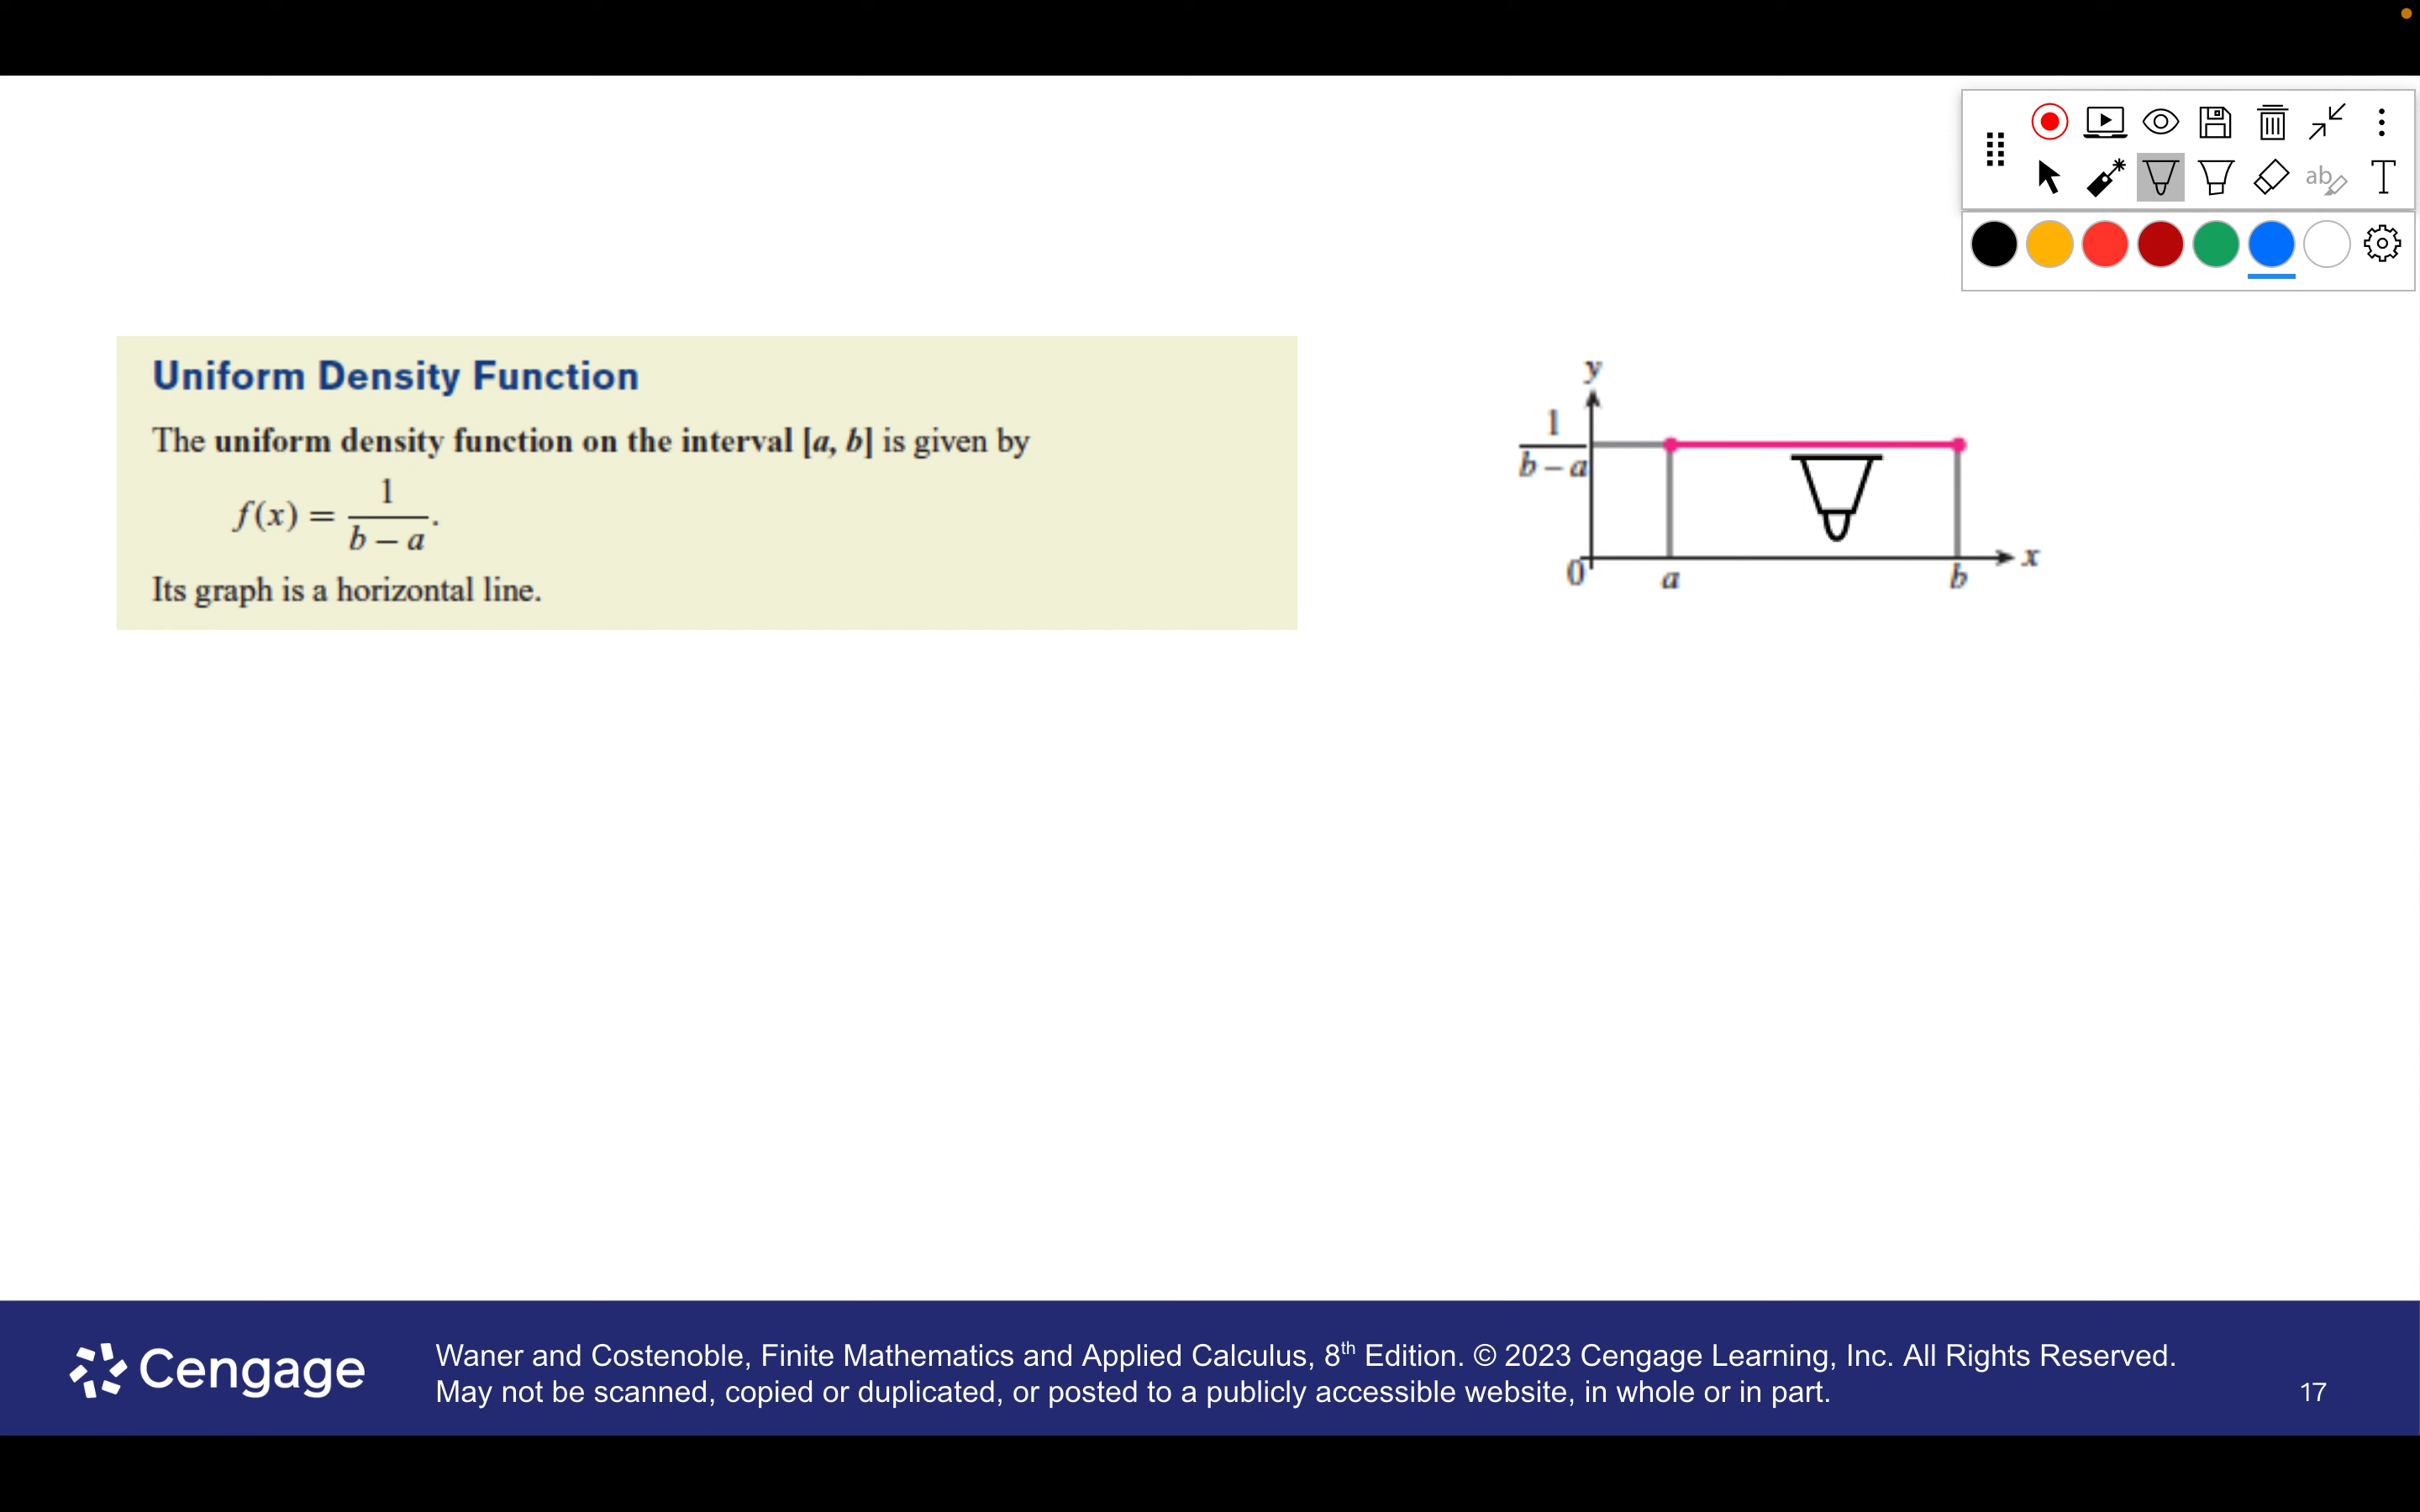 ab
T
Uniform Density Function
The uniform density function on the interval [a, b] is given by
f(x) = 1/(b – a).
Its graph is a horizontal line.
y
1/(b – a)
0
a
b
x
Cengage
Waner and Costenoble, Finite Mathematics and Applied Calculus, 8th Edition. © 2023 Cengage Learning, Inc. All Rights Reserved.
May not be scanned, copied or duplicated, or posted to a publicly accessible website, in whole or in part.
17